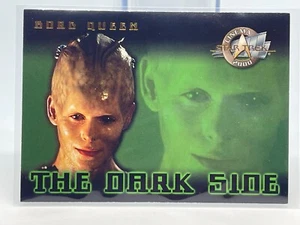 BORG QUEEN
CINEMA
STAR TREK
2000
THE DARK SIDE